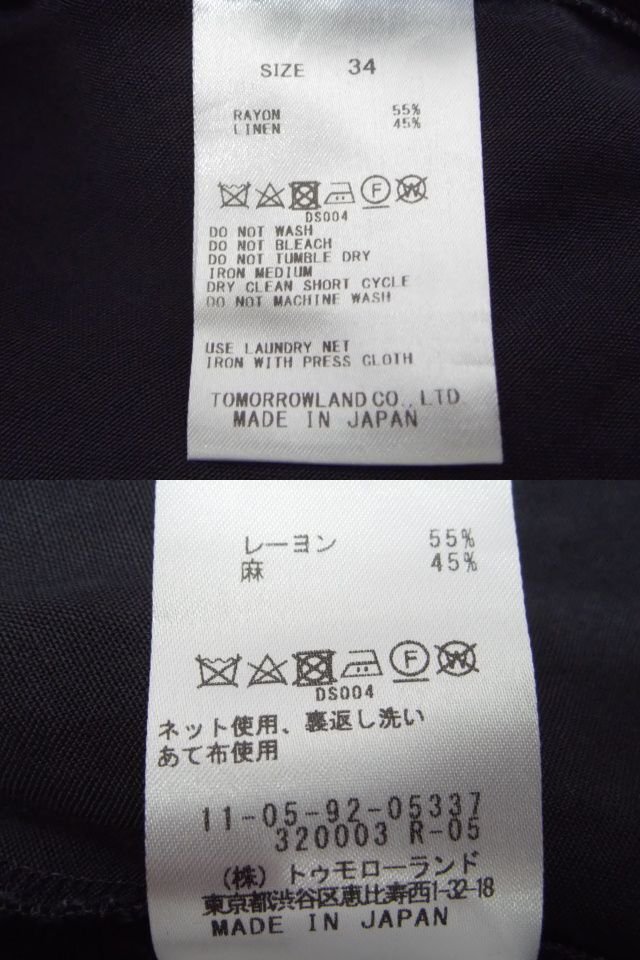 SIZE 34
RAYON 55%
LINEN 45%
F W
DS004
DO NOT WASH
DO NOT BLEACH
DO NOT TUMBLE DRY
IRON MEDIUM
DRY CLEAN SHORT CYCLE
DO NOT MACHINE WASH
USE LAUNDRY NET
IRON WITH PRESS CLOTH
TOMORROWLAND CO., LTD.
MADE IN JAPAN
レーヨン 55%
麻 45%
F W
DS004
ネット使用、裏返し洗い
あて布使用
11-05-92-05337
320003 R-05
(株) トゥモローランド
東京都渋谷区恵比寿西1-32-18
MADE IN JAPAN